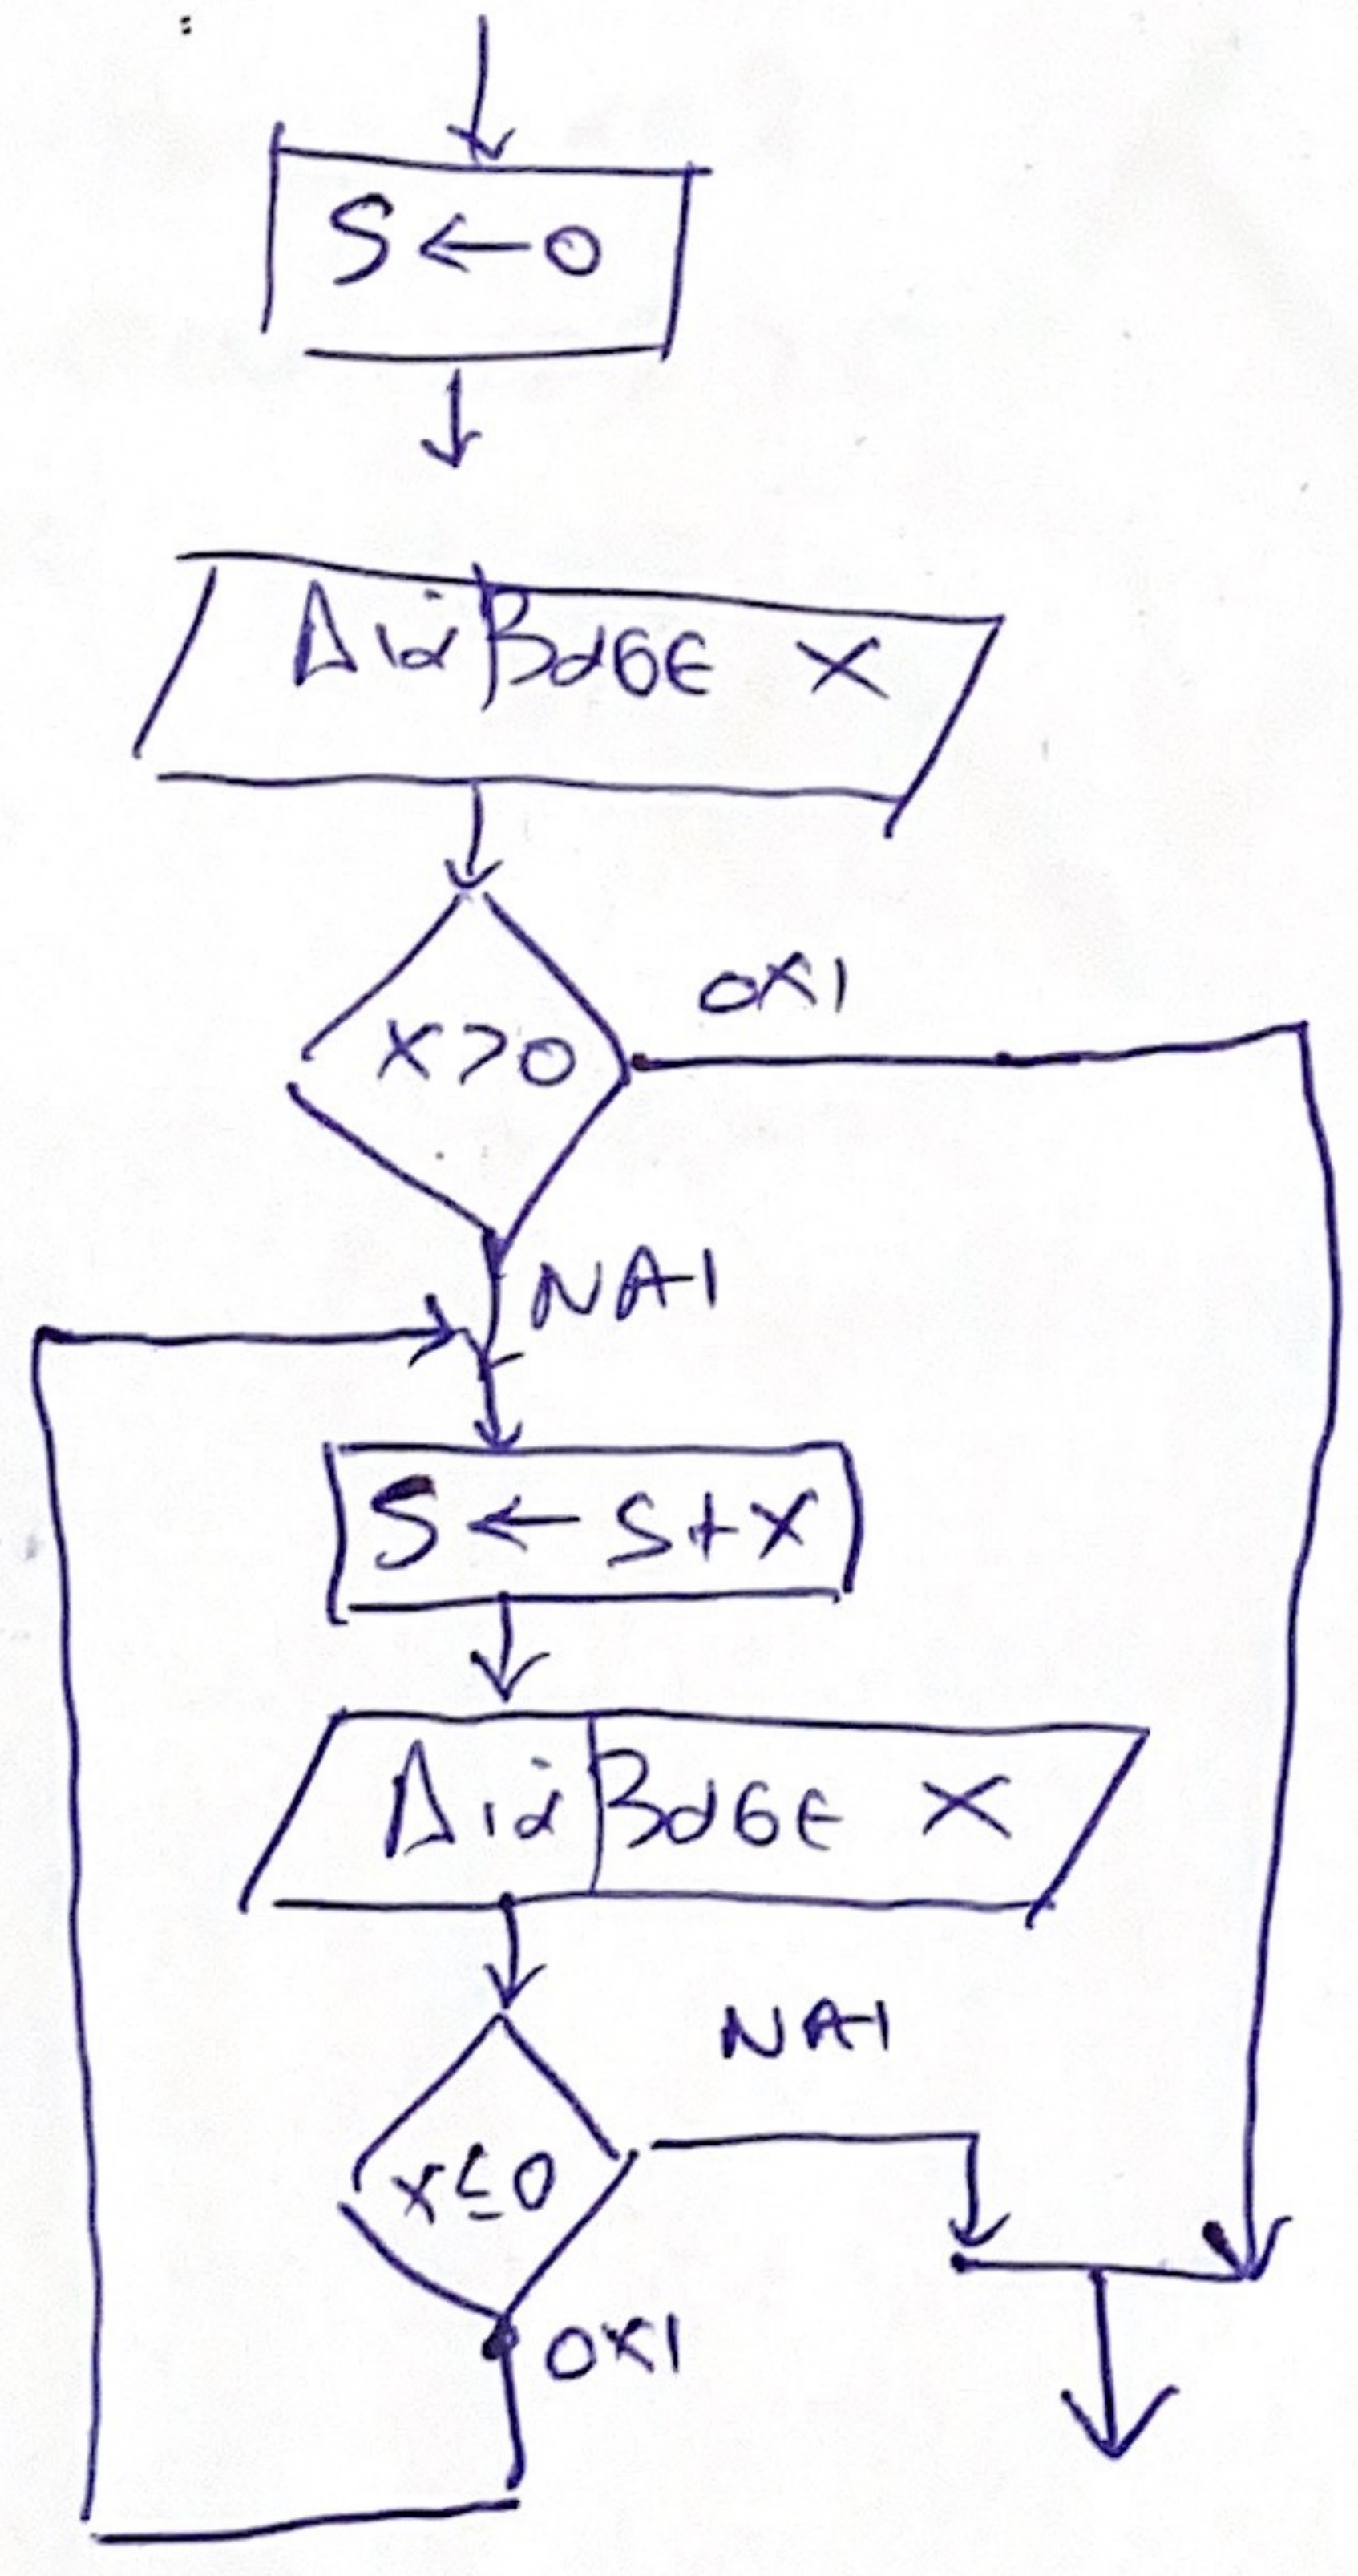 S ← 0
Διάβασε X
X > 0
ΟΧΙ
ΝΑΙ
S ← S + X
Διάβασε X
ΝΑΙ
X ≤ 0
ΟΧΙ